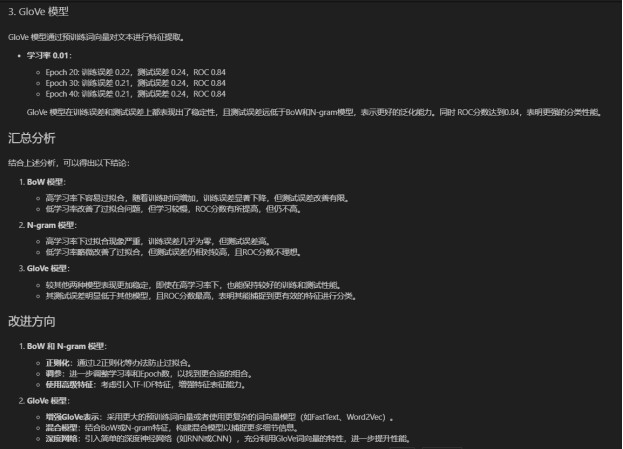 3. GloVe 模型
GloVe 模型通过预训练词向量对文本进行特征提取。
学习率 0.01：
Epoch 20: 训练误差 0.22，测试误差 0.24，ROC 0.84
Epoch 30: 训练误差 0.21，测试误差 0.24，ROC 0.84
Epoch 40: 训练误差 0.21，测试误差 0.24，ROC 0.84
GloVe 模型在训练误差和测试误差上都表现出了稳定性，且测试误差远低于BoW和N-gram模型，表示更好的泛化能力。同时 ROC分数达到0.84，表明更强的分类性能。
汇总分析
结合上述分析，可以得出以下结论：
1. BoW 模型：
高学习率下容易过拟合，随着训练时间增加，训练误差显著下降，但测试误差改善有限。
低学习率改善了过拟合问题，但学习较慢，ROC分数有所提高，但仍不高。
2. N-gram 模型：
高学习率下过拟合现象严重，训练误差几乎为零，但测试误差高。
低学习率略微改善了过拟合，但测试误差仍相对较高，且ROC分数不理想。
3. GloVe 模型：
较其他两种模型表现更加稳定，即使在高学习率下，也能保持较好的训练和测试性能。
其测试误差明显低于其他模型，且ROC分数最高，表明其能捕捉到更有效的特征进行分类。
改进方向
1. BoW 和 N-gram 模型：
正则化：通过L2正则化等办法防止过拟合。
调参：进一步调整学习率和Epoch数，以找到更合适的组合。
使用高级特征：考虑引入TF-IDF特征，增强特征表征能力。
2. GloVe 模型：
增强GloVe表示：采用更大的预训练词向量或者使用更复杂的词向量模型（如FastText、Word2Vec）。
混合模型：结合BoW或N-gram特征，构建混合模型以捕捉更多细节信息。
深度网络：引入简单的深度神经网络（如RNN或CNN），充分利用GloVe词向量的特性，进一步提升性能。